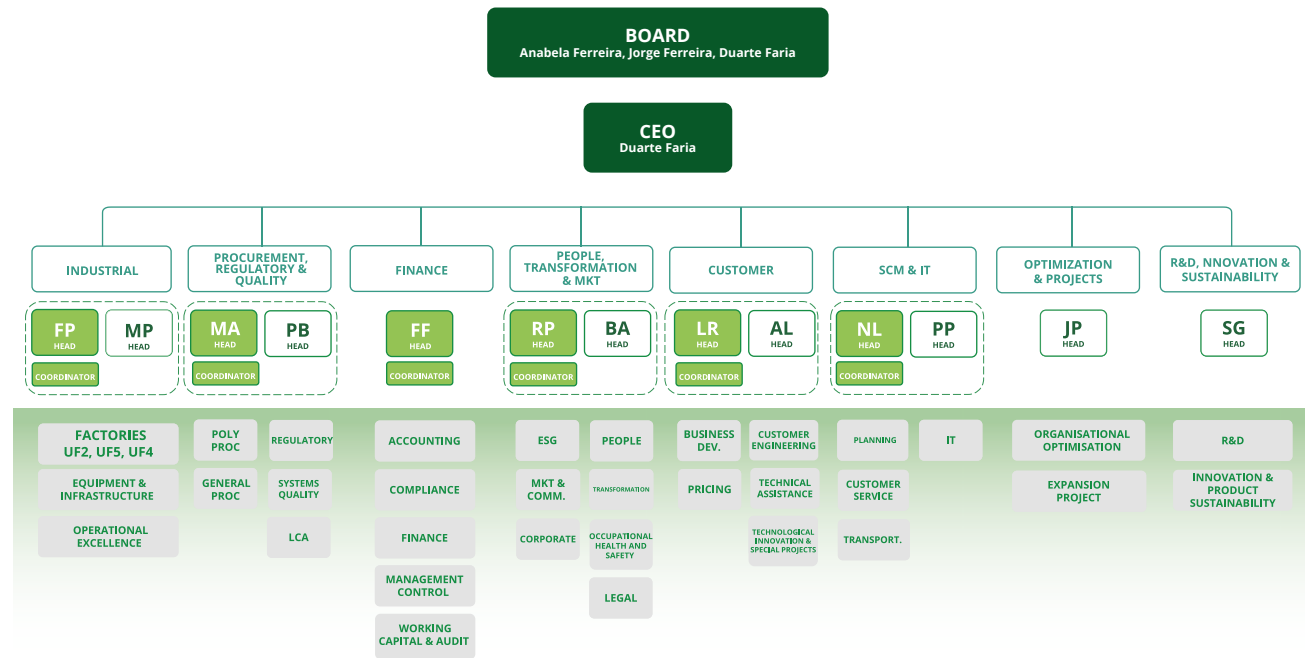 BOARD
Anabela Ferreira, Jorge Ferreira, Duarte Faria
CEO
Duarte Faria
INDUSTRIAL
PROCUREMENT,
REGULATORY &
QUALITY
FINANCE
PEOPLE,
TRANSFORMATION
& MKT
CUSTOMER
SCM & IT
OPTIMIZATION
& PROJECTS
R&D, NNOVATION &
SUSTAINABILITY
FP
HEAD
COORDINATOR
MP
HEAD
MA
HEAD
COORDINATOR
PB
HEAD
FF
HEAD
COORDINATOR
RP
HEAD
COORDINATOR
BA
HEAD
LR
HEAD
COORDINATOR
AL
HEAD
NL
HEAD
COORDINATOR
PP
HEAD
JP
HEAD
SG
HEAD
FACTORIES
UF2, UF5, UF4
EQUIPMENT &
INFRASTRUCTURE
OPERATIONAL
EXCELLENCE
POLY
PROC
GENERAL
PROC
REGULATORY
SYSTEMS
QUALITY
LCA
ACCOUNTING
COMPLIANCE
FINANCE
MANAGEMENT
CONTROL
WORKING
CAPITAL & AUDIT
ESG
MKT &
COMM.
CORPORATE
PEOPLE
TRANSFORMATION
OCCUPATIONAL
HEALTH AND
SAFETY
LEGAL
BUSINESS
DEV.
PRICING
CUSTOMER
ENGINEERING
TECHNICAL
ASSISTANCE
TECHNOLOGICAL
INNOVATION &
SPECIAL PROJECTS
PLANNING
CUSTOMER
SERVICE
TRANSPORT.
IT
ORGANISATIONAL
OPTIMISATION
EXPANSION
PROJECT
R&D
INNOVATION &
PRODUCT
SUSTAINABILITY